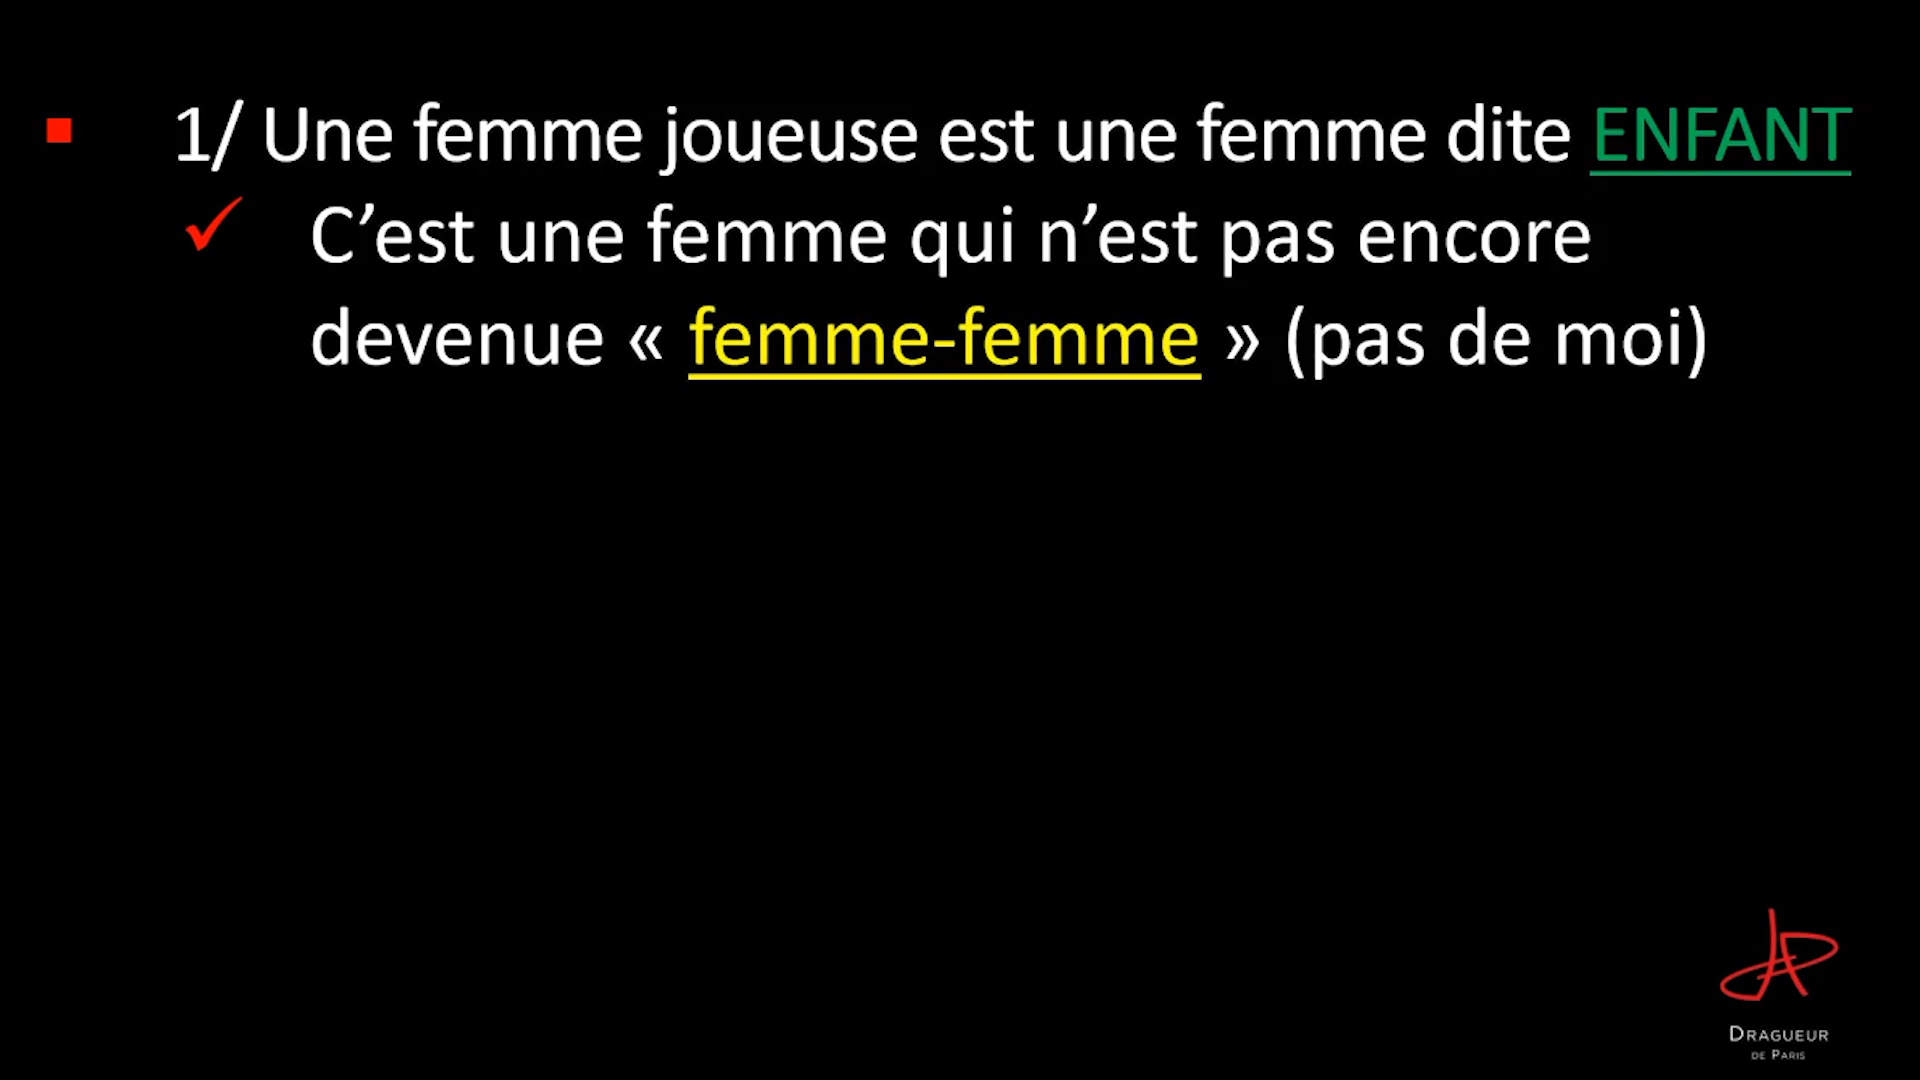 1/ Une femme joueuse est une femme dite ENFANT
C’est une femme qui n’est pas encore
devenue « femme-femme » (pas de moi)
DRAGUEUR
DE PARIS